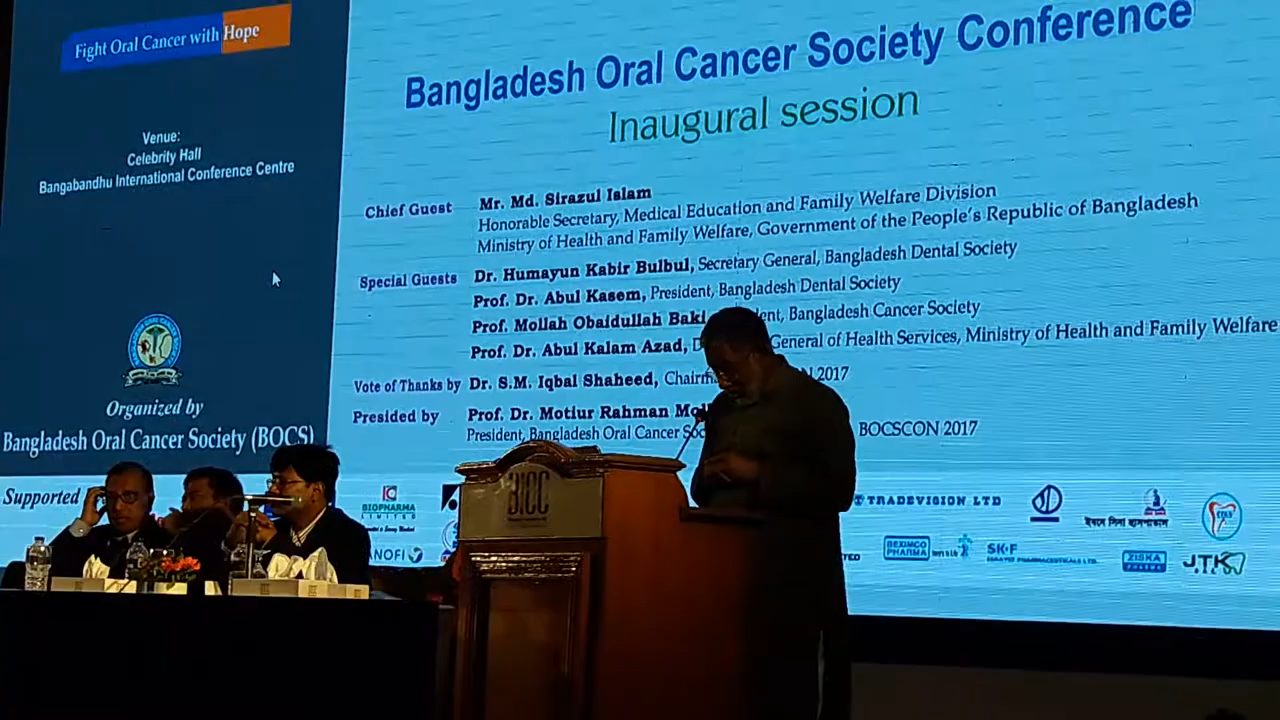 Fight Oral Cancer with Hope
Venue:
Celebrity Hall
Bangabandhu International Conference Centre
Organized by
Bangladesh Oral Cancer Society (BOCS)
Supported
Bangladesh Oral Cancer Society Conference
Inaugural session
Chief Guest Mr. Md. Sirazul Islam
Honorable Secretary, Medical Education and Family Welfare Division
Ministry of Health and Family Welfare, Government of the People's Republic of Bangladesh
Special Guests Dr. Humayun Kabir Bulbul, Secretary General, Bangladesh Dental Society
Prof. Dr. Abul Kasem, President, Bangladesh Dental Society
Prof. Mollah Obaidullah Baki Bangladesh Cancer Society
Prof. Dr. Abul Kalam Azad, General of Health Services, Ministry of Health and Family Welfare
Vote of Thanks by Dr. S.M. Iqbal Shaheed, 2017
Presided by Prof. Dr. Motiur Rahman
President, Bangladesh Oral Cancer BOCSCON 2017
BIOPHARMA
LIMITED
TRADEVISION LTD
ইবনে সিনা হাসপাতাল
BEXIMCO
PHARMA
SK+F
ZISKA
J.T.K
BICC